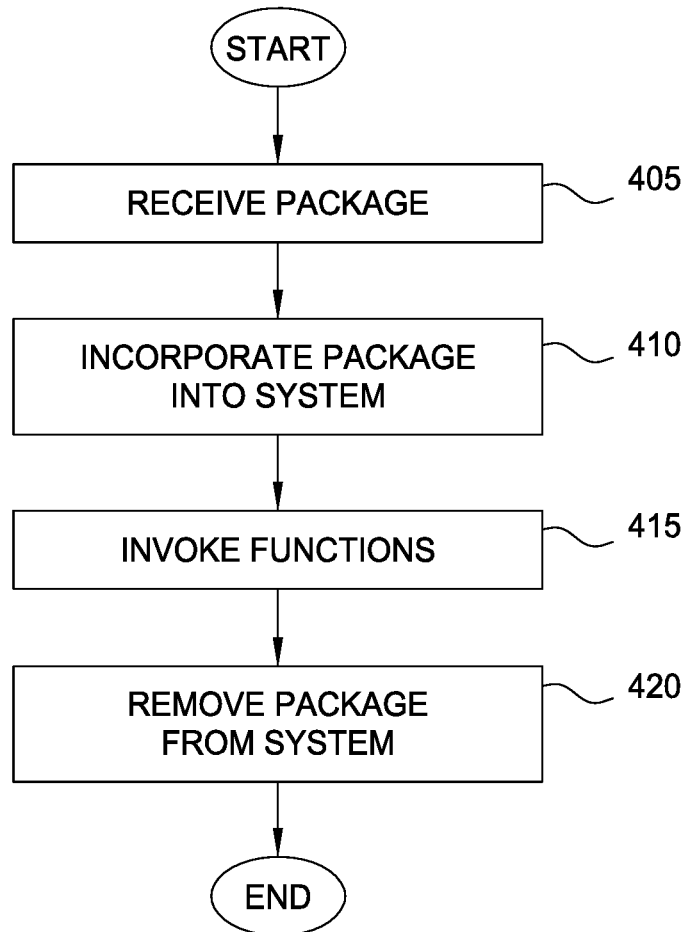 START
RECEIVE PACKAGE
405
INCORPORATE PACKAGE
INTO SYSTEM
410
INVOKE FUNCTIONS
415
REMOVE PACKAGE
FROM SYSTEM
420
END